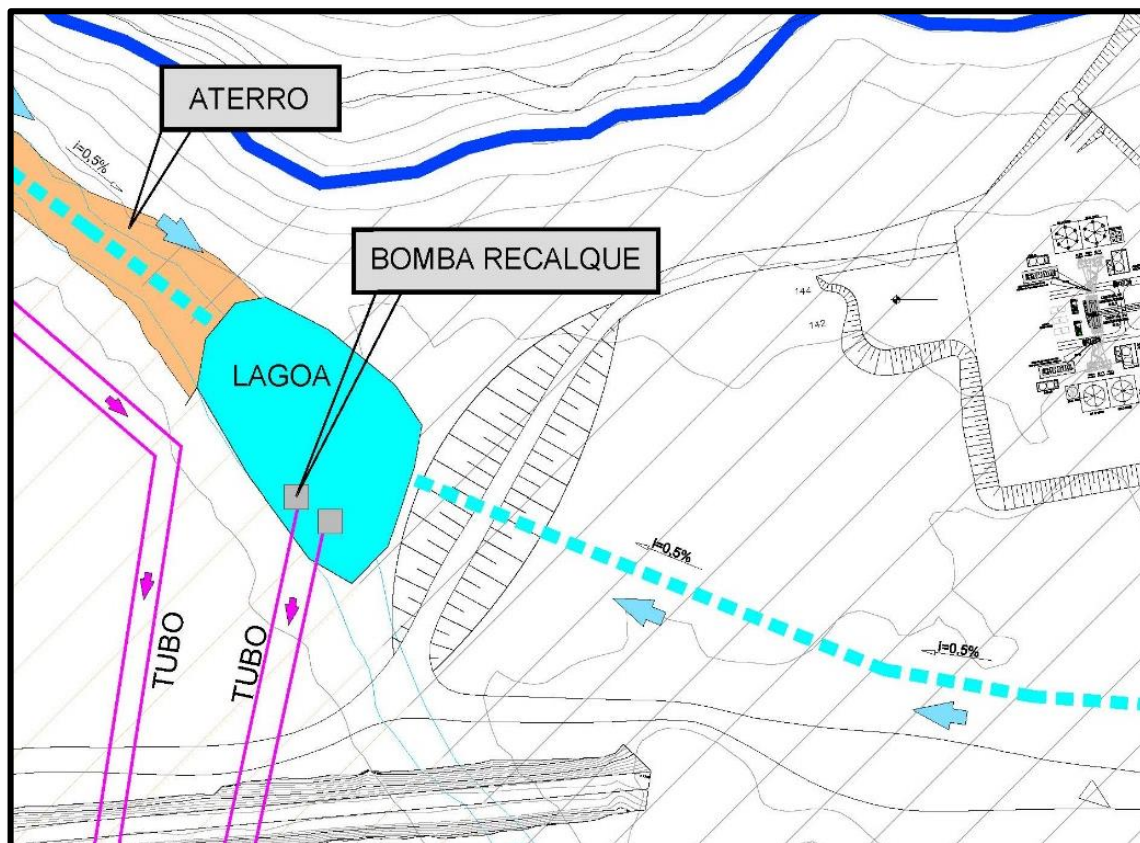 ATERRO
i=0,5%
BOMBA RECALQUE
144
142
LAGOA
i=0,5%
i=0,5%
TUBO
TUBO